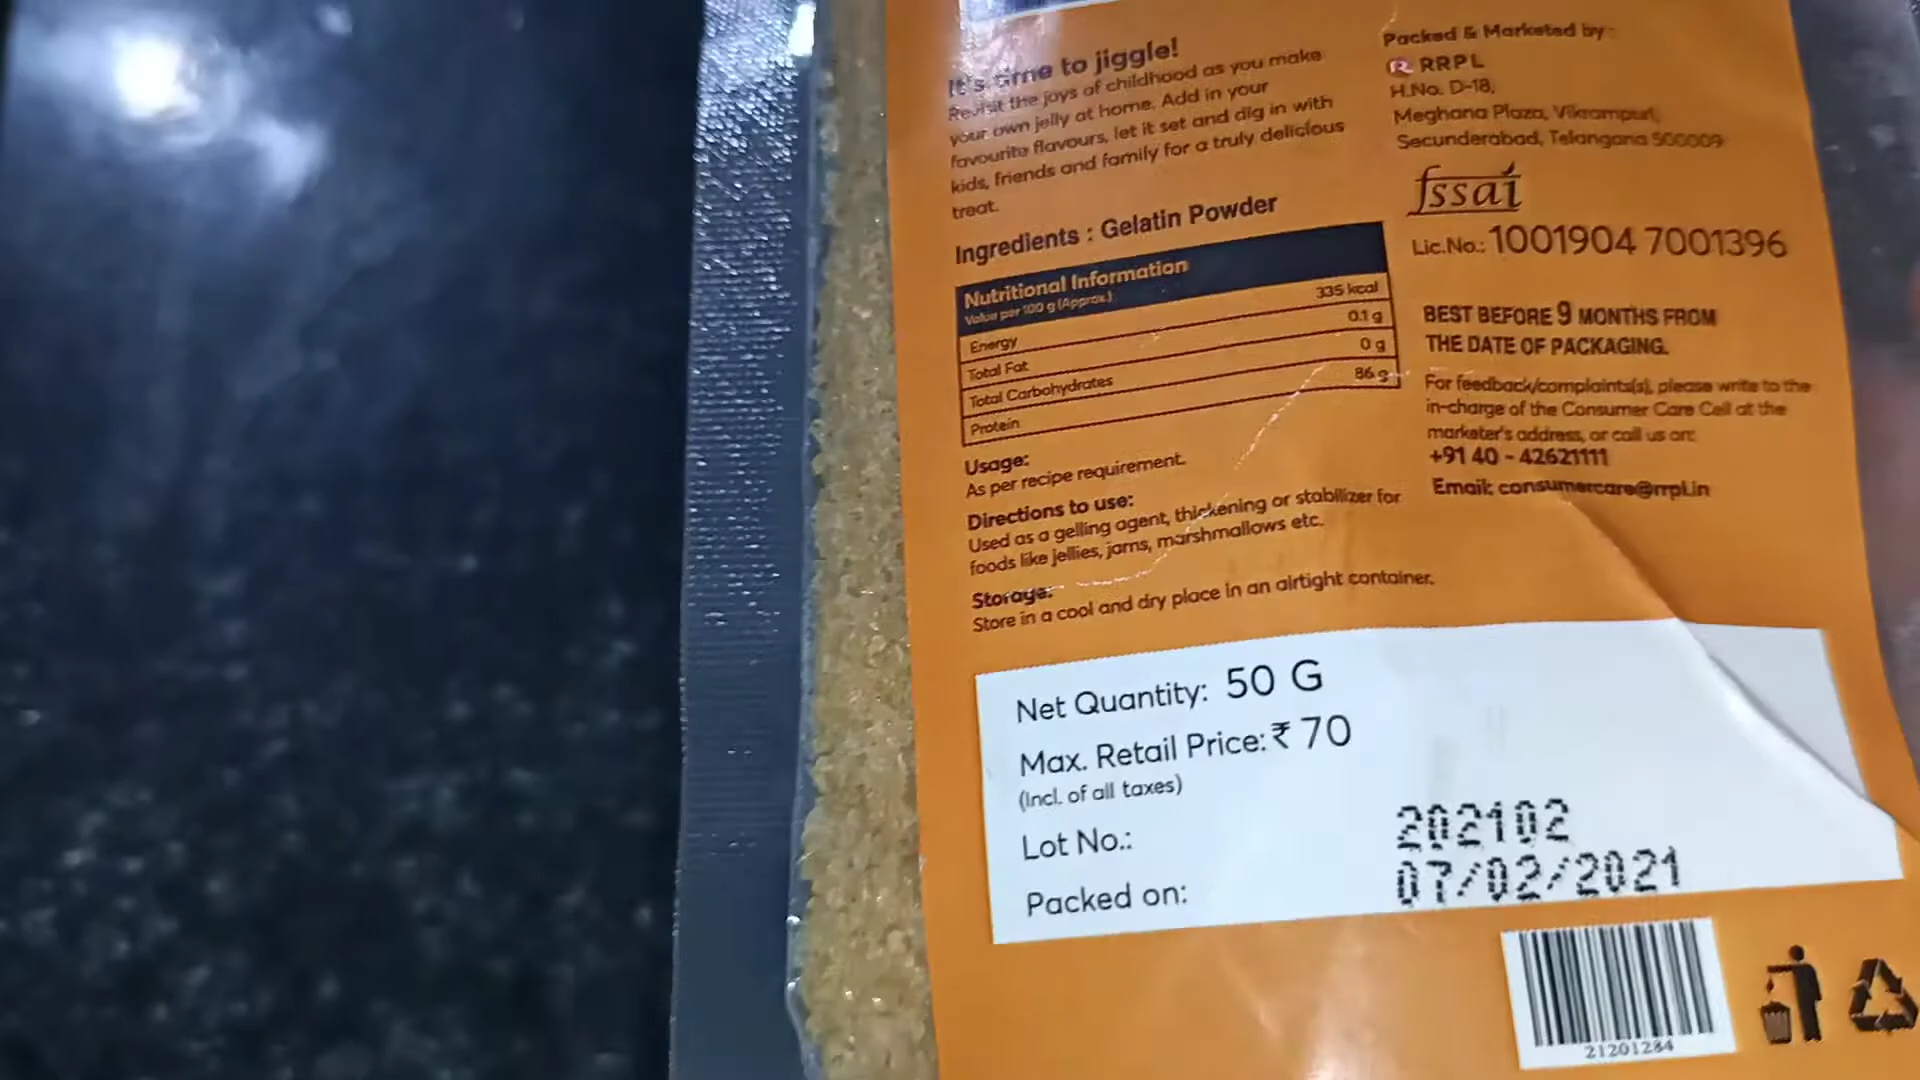 It's time to jiggle!
Revisit the joys of childhood as you make
your own jelly at home. Add in your
favourite flavours, let it set and dig in with
kids, friends and family for a truly delicious
treat.
Ingredients : Gelatin Powder
Nutritional Information
Value per 100 g (Approx.)
Energy 335 kcal
Total Fat 0.1 g
Total Carbohydrates 0 g
Protein 86 g
Usage:
As per recipe requirement.
Directions to use:
Used as a gelling agent, thickening or stabilizer for
foods like jellies, jams, marshmallows etc.
Storage:
Store in a cool and dry place in an airtight container.
Packed & Marketed by :
RRPL
H.No. D-18,
Meghana Plaza, Vikrampuri,
Secunderabad, Telangana 500009
fssai
Lic.No.: 1001904 7001396
BEST BEFORE 9 MONTHS FROM
THE DATE OF PACKAGING.
For feedback/complaints(s), please write to the
in-charge of the Consumer Care Cell at the
marketer's address, or call us on:
+91 40 - 42621111
Email: consumercare@rrpl.in
Net Quantity: 50 G
Max. Retail Price: ₹ 70
(Incl. of all taxes)
Lot No.: 202102
Packed on: 07/02/2021
21201284